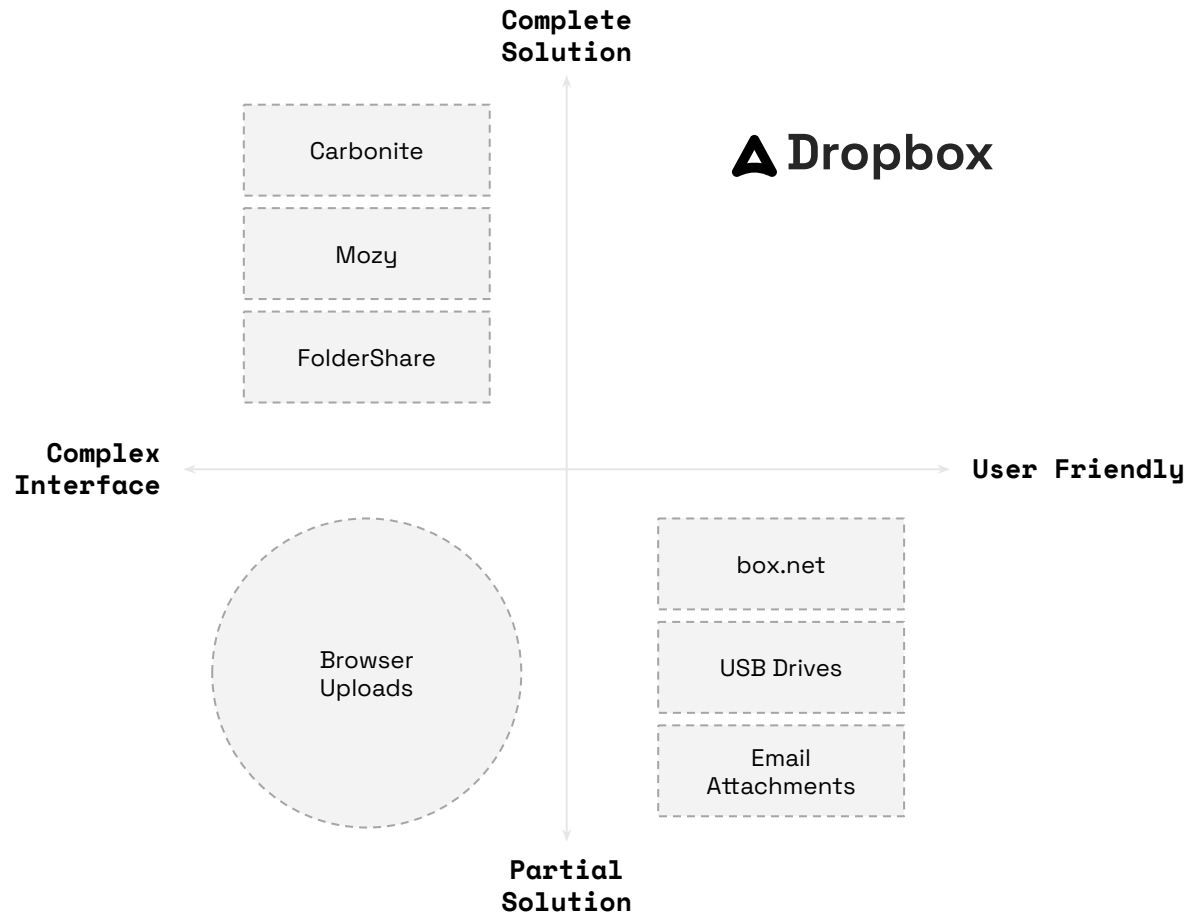 Complete
Solution
Carbonite
Dropbox
Mozy
FolderShare
Complex
Interface
User Friendly
box.net
Browser
Uploads
USB Drives
Email
Attachments
Partial
Solution